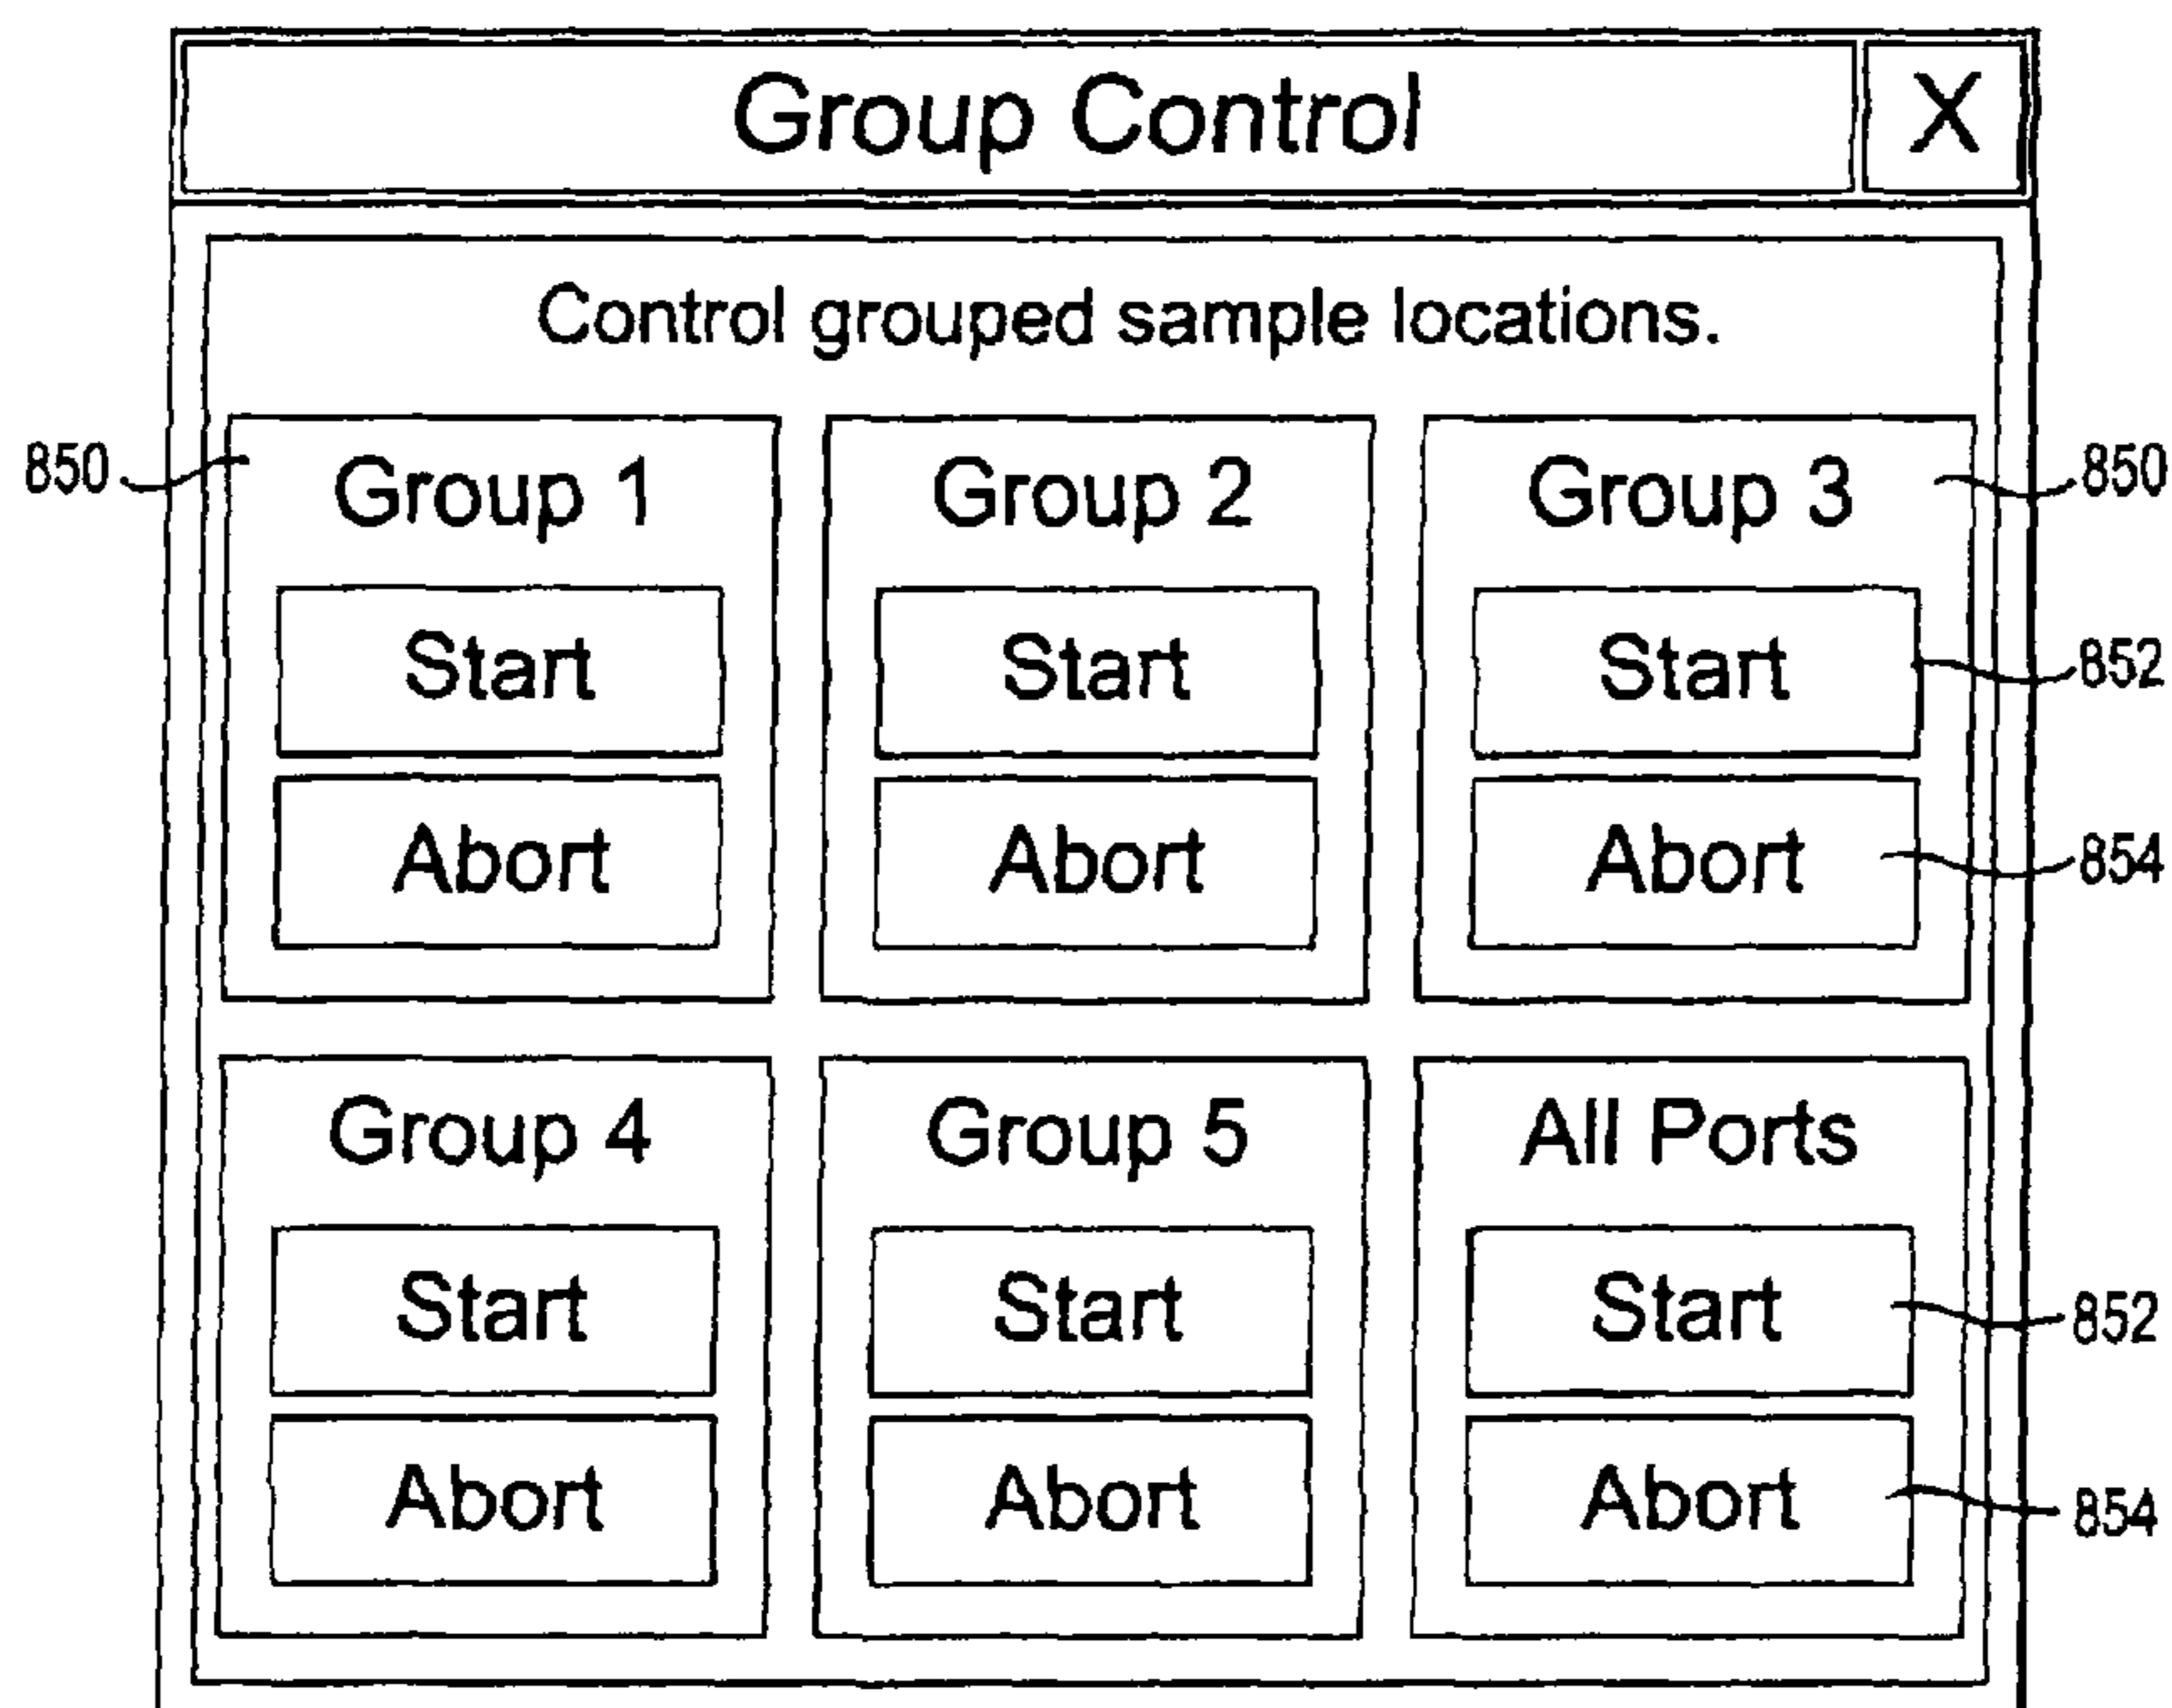 Group Control X
Control grouped sample locations.
850 Group 1 Group 2 Group 3 850
Start Start Start 852
Abort Abort Abort 854
Group 4 Group 5 All Ports
Start Start Start 852
Abort Abort Abort 854